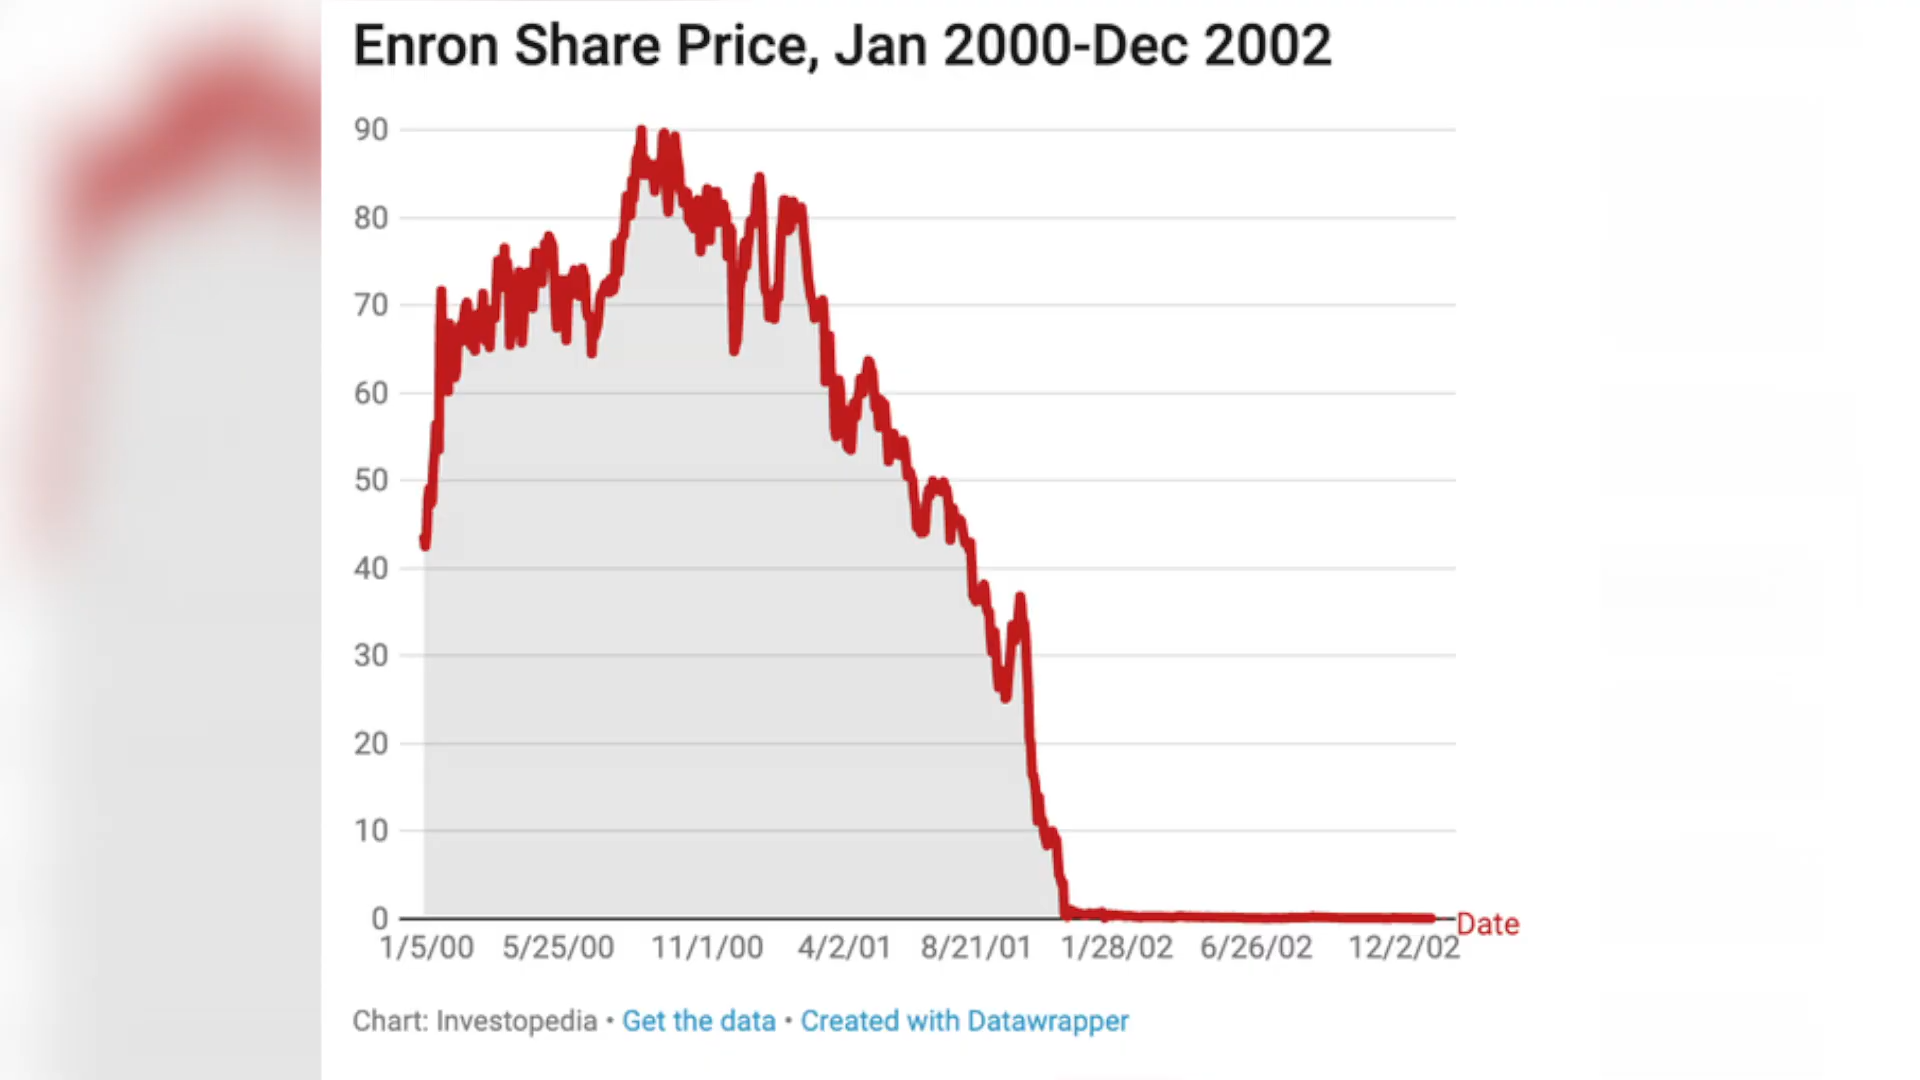 Enron Share Price, Jan 2000-Dec 2002
90
80
70
60
50
40
30
20
10
0
Date
1/5/00 5/25/00 11/1/00 4/2/01 8/21/01 1/28/02 6/26/02 12/2/02
Chart: Investopedia • Get the data • Created with Datawrapper